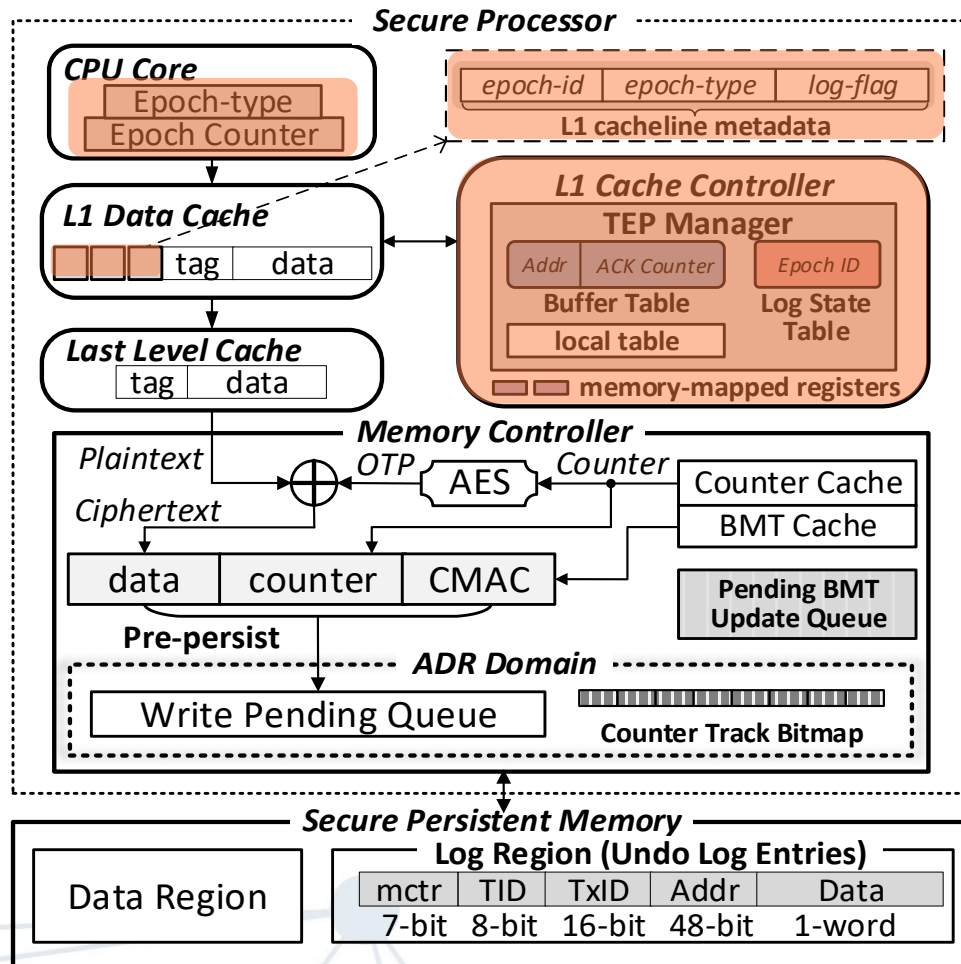 Secure Processor
CPU Core
Epoch-type
Epoch Counter
epoch-id epoch-type log-flag
L1 cacheline metadata
L1 Data Cache
tag data
L1 Cache Controller
TEP Manager
Addr ACK Counter Epoch ID
Buffer Table
Log State
Table
local table
memory-mapped registers
Last Level Cache
tag data
Memory Controller
Plaintext OTP AES Counter
Counter Cache
BMT Cache
Ciphertext
data counter CMAC
Pending BMT
Update Queue
Pre-persist
ADR Domain
Write Pending Queue
Counter Track Bitmap
Secure Persistent Memory
Data Region
Log Region (Undo Log Entries)
mctr TID TxID Addr Data
7-bit 8-bit 16-bit 48-bit 1-word